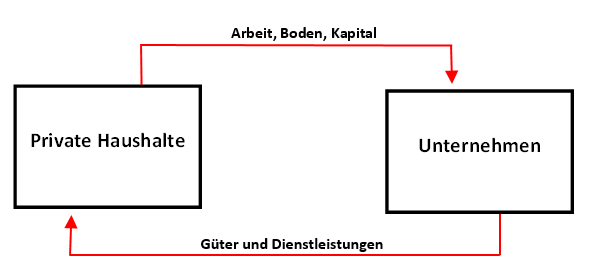 Arbeit, Boden, Kapital
Private Haushalte
Unternehmen
Güter und Dienstleistungen